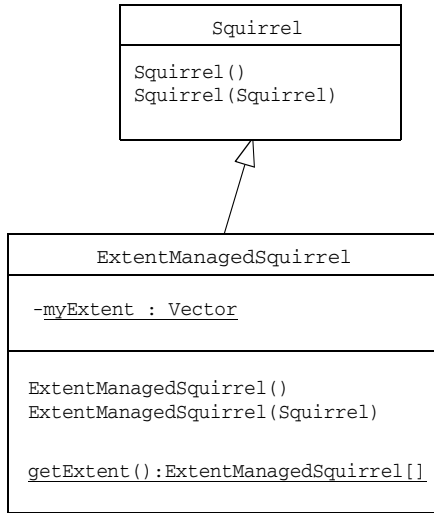 Squirrel
Squirrel()
Squirrel(Squirrel)
ExtentManagedSquirrel
-myExtent : Vector
ExtentManagedSquirrel()
ExtentManagedSquirrel(Squirrel)
getExtent():ExtentManagedSquirrel[]